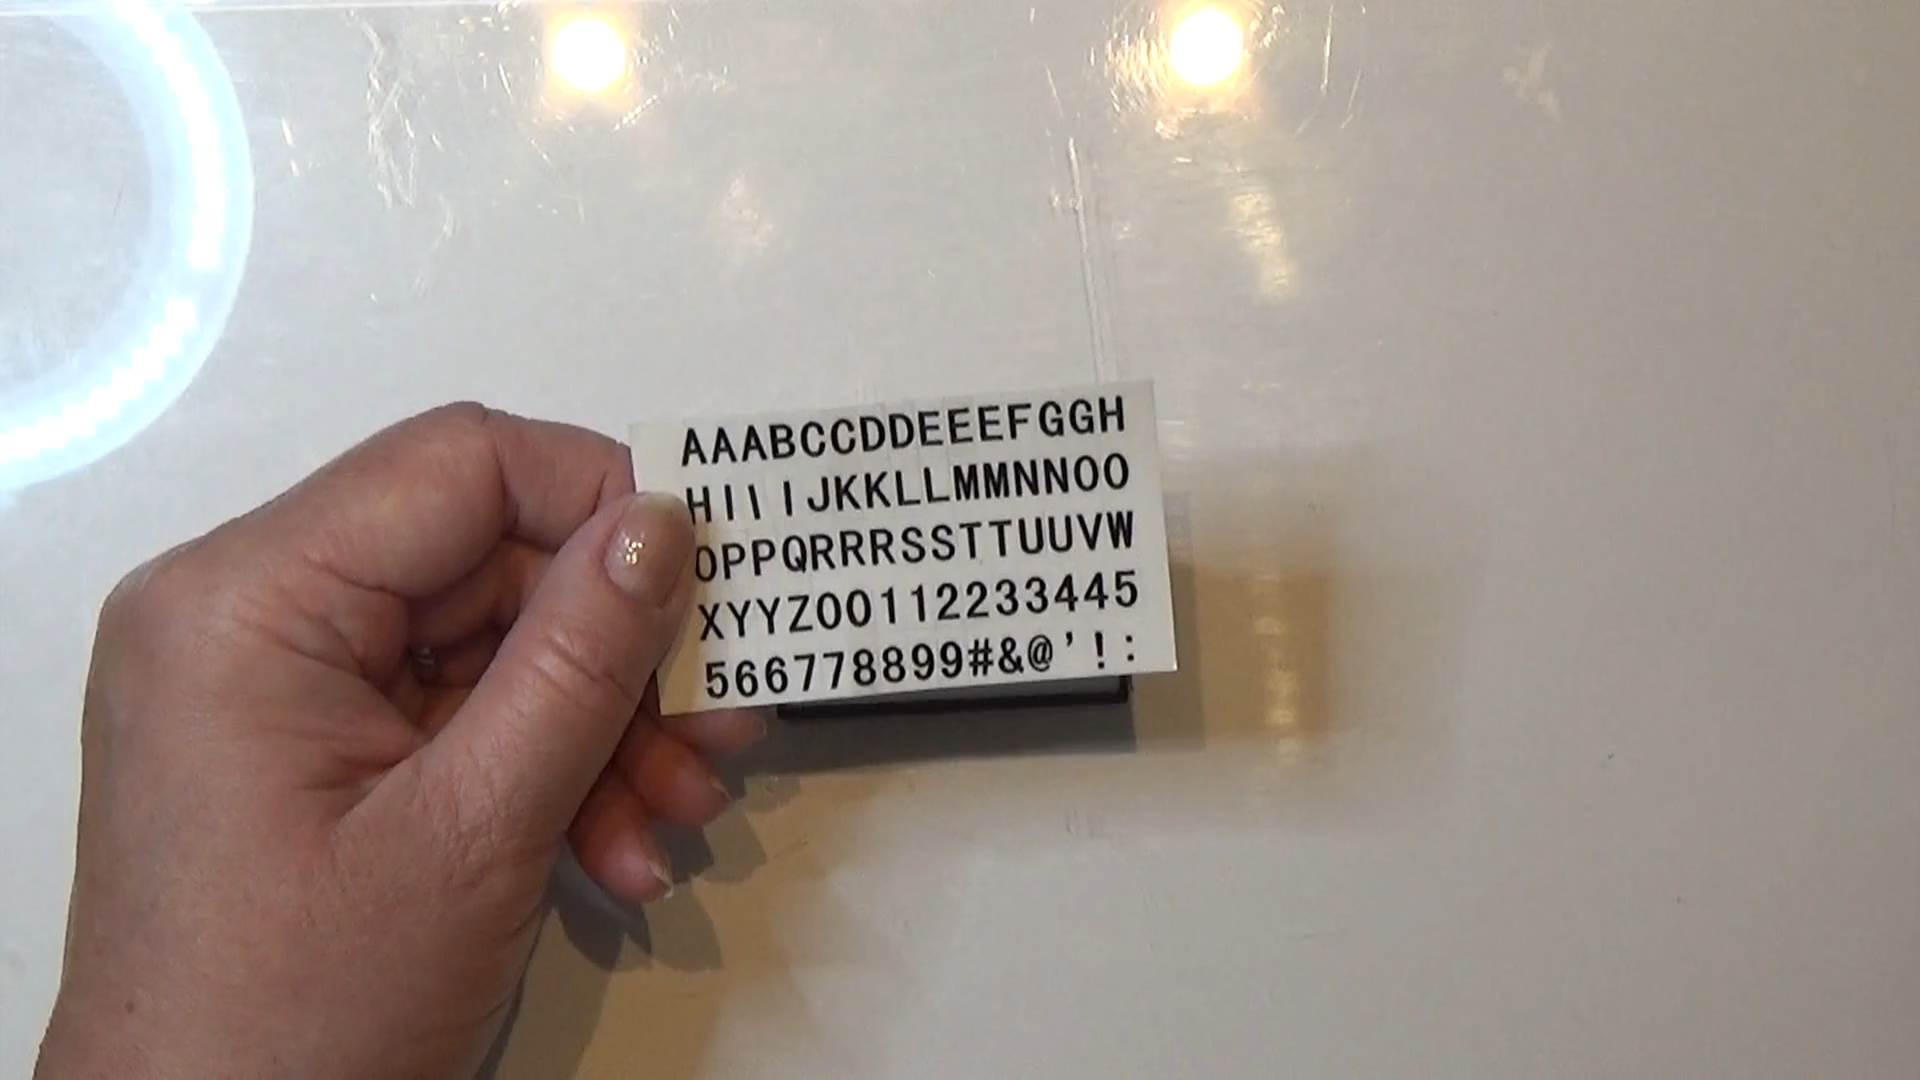 AAABCCDDEEEFGGH
HIIIJKKLLMMNNOO
OPPQRRRSSTTUUVW
XYYZ00112233445
566778899#&@'!: